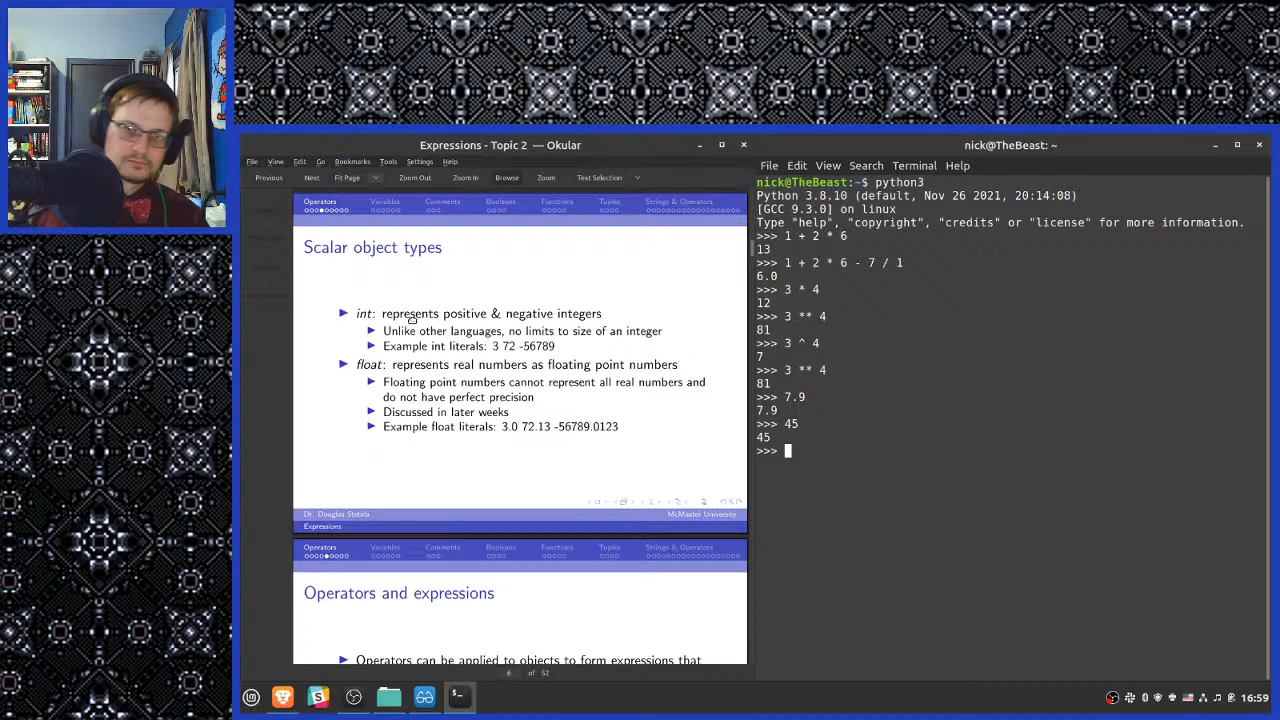 Expressions - Topic 2 — Okular
File Edit View Go Bookmarks Tools Settings Help
Previous Next Fit Page Zoom Out Zoom In Browse Zoom Text Selection
Operators Variables Comments Booleans Functions Tuples Strings & Operators
Scalar object types
int: represents positive & negative integers
Unlike other languages, no limits to size of an integer
Example int literals: 3 72 -56789
float: represents real numbers as floating point numbers
Floating point numbers cannot represent all real numbers and
do not have perfect precision
Discussed in later weeks
Example float literals: 3.0 72.13 -56789.0123
Dr. Douglas Stebila McMaster University
Expressions
Operators Variables Comments Booleans Functions Tuples Strings & Operators
Operators and expressions
Operators can be applied to objects to form expressions that
6 of 52
nick@TheBeast: ~
File Edit View Search Terminal Help
nick@TheBeast:~$ python3
Python 3.8.10 (default, Nov 26 2021, 20:14:08)
[GCC 9.3.0] on linux
Type "help", "copyright", "credits" or "license" for more information.
>>> 1 + 2 * 6
13
>>> 1 + 2 * 6 - 7 / 1
6.0
>>> 3 * 4
12
>>> 3 ** 4
81
>>> 3 ^ 4
7
>>> 3 ** 4
81
>>> 7.9
7.9
>>> 45
45
>>>
16:59